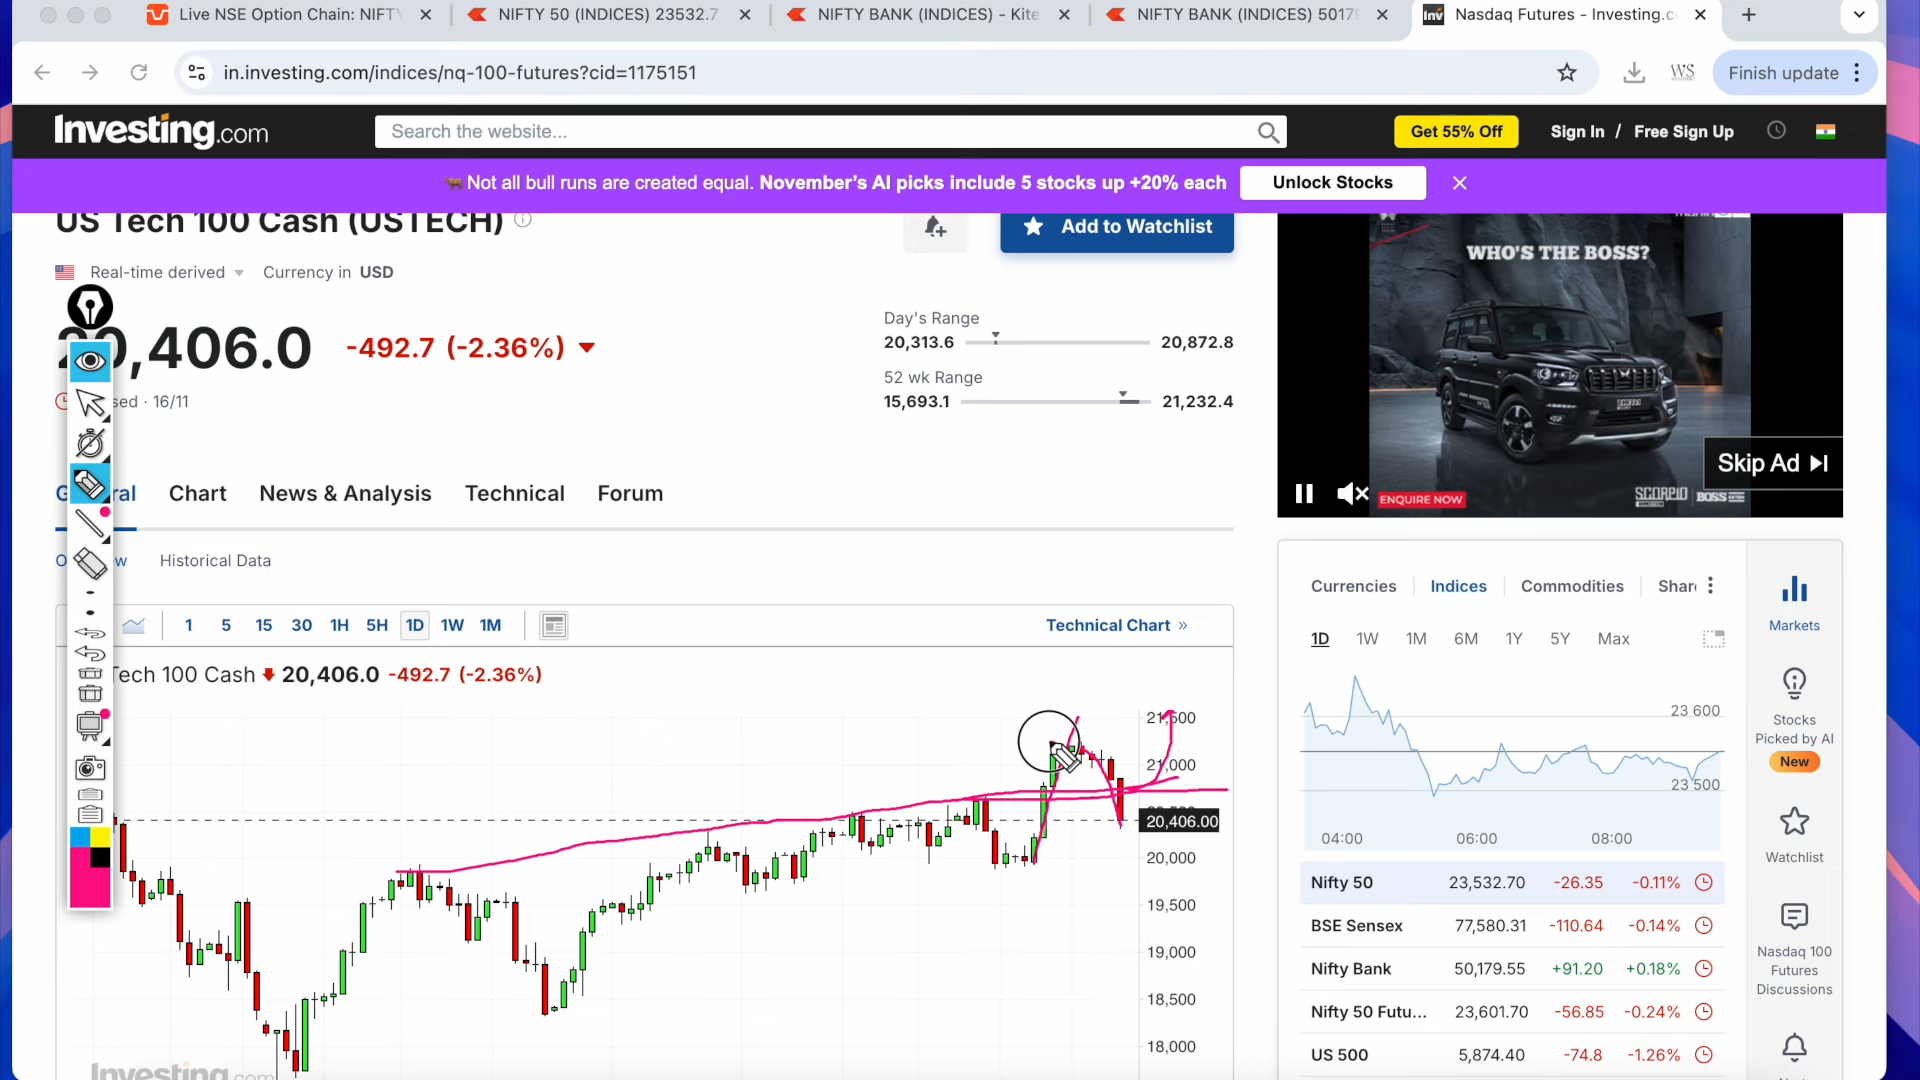 Live NSE Option Chain: NIFTY
NIFTY 50 (INDICES) 23532.7
NIFTY BANK (INDICES) - Kite
NIFTY BANK (INDICES) 50179
Inv Nasdaq Futures - Investing.c
in.investing.com/indices/nq-100-futures?cid=1175151
WS
Finish update
Investing.com
Search the website...
Get 55% Off
Sign In / Free Sign Up
Not all bull runs are created equal. November's AI picks include 5 stocks up +20% each
Unlock Stocks
US Tech 100 Cash (USTECH)
Add to Watchlist
Real-time derived
Currency in USD
20,406.0
-492.7 (-2.36%)
sed · 16/11
Day's Range
20,313.6
20,872.8
52 wk Range
15,693.1
21,232.4
WHO'S THE BOSS?
Skip Ad
ENQUIRE NOW
SCORPIO
BOSS
General Chart News & Analysis Technical Forum
Historical Data
1 5 15 30 1H 5H 1D 1W 1M
Technical Chart »
Tech 100 Cash 20,406.0 -492.7 (-2.36%)
21,500
21,000
20,500
20,406.00
20,000
19,500
19,000
18,500
18,000
Investing.com
Currencies Indices Commodities Share
1D 1W 1M 6M 1Y 5Y Max
23 600
23 500
04:00 06:00 08:00
Nifty 50 23,532.70 -26.35 -0.11%
BSE Sensex 77,580.31 -110.64 -0.14%
Nifty Bank 50,179.55 +91.20 +0.18%
Nifty 50 Futu... 23,601.70 -56.85 -0.24%
US 500 5,874.40 -74.8 -1.26%
Markets
Stocks
Picked by AI
New
Watchlist
Nasdaq 100
Futures
Discussions